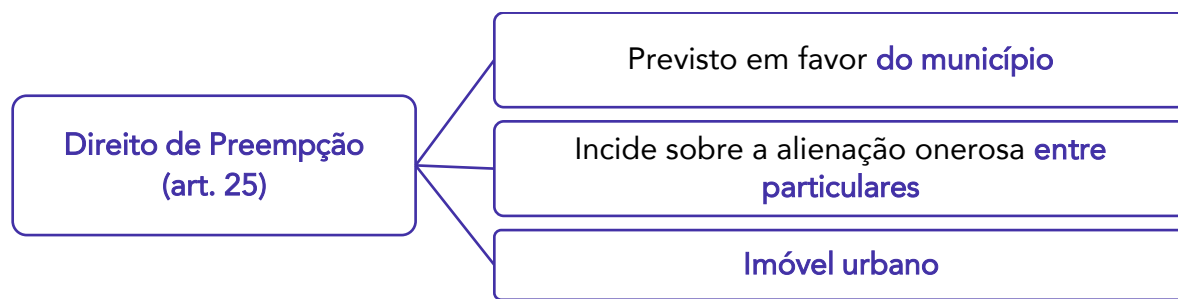 Direito de Preempção
(art. 25)
Previsto em favor do município
Incide sobre a alienação onerosa entre
particulares
Imóvel urbano